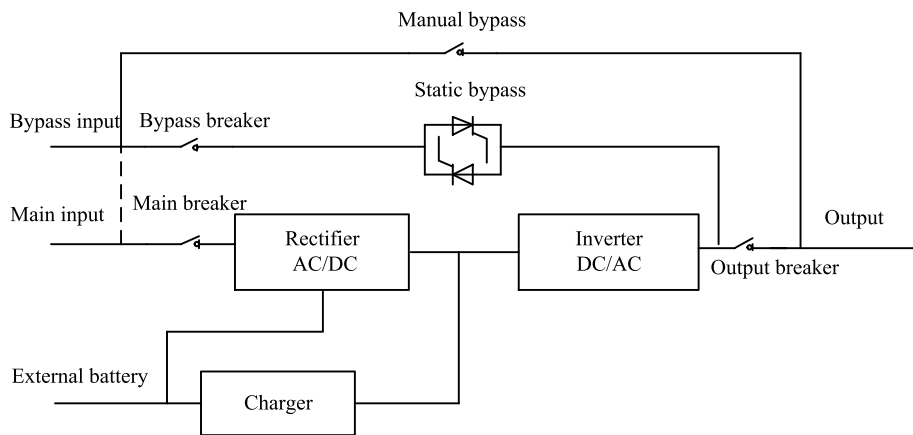 Manual bypass
Static bypass
Bypass input
Bypass breaker
Main input
Main breaker
Rectifier
AC/DC
Inverter
DC/AC
Output
Output breaker
External battery
Charger